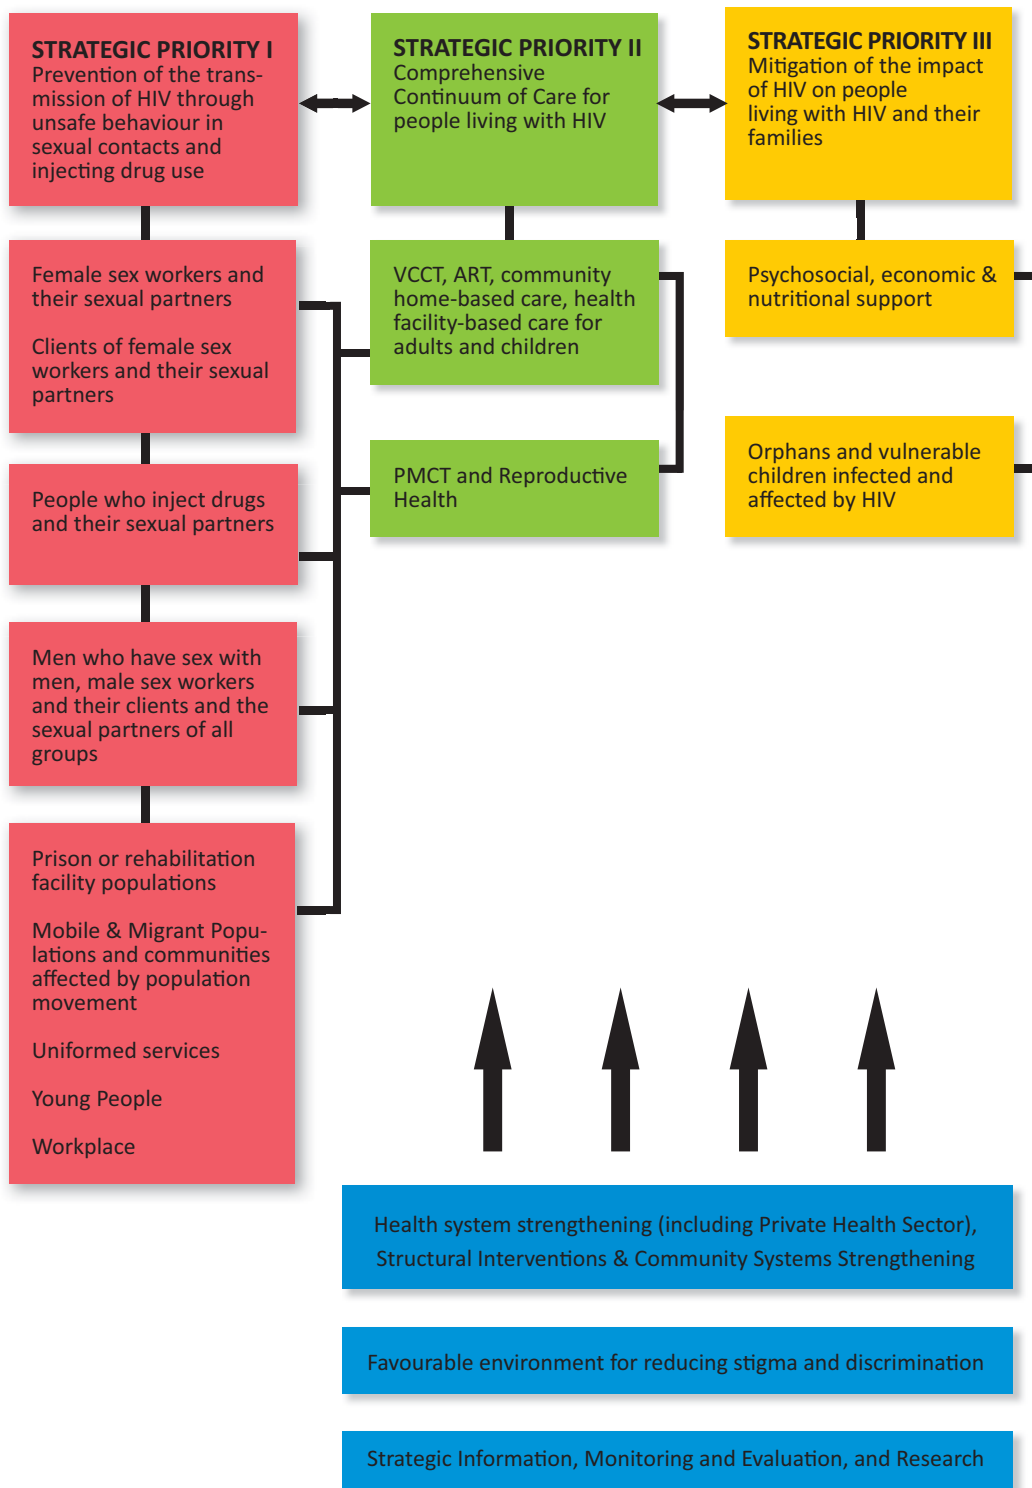 STRATEGIC PRIORITY I
Prevention of the trans-
mission of HIV through
unsafe behaviour in
sexual contacts and
injecting drug use
STRATEGIC PRIORITY II
Comprehensive
Continuum of Care for
people living with HIV
STRATEGIC PRIORITY III
Mitigation of the impact
of HIV on people
living with HIV and their
families
Female sex workers and
their sexual partners
Clients of female sex
workers and their sexual
partners
People who inject drugs
and their sexual partners
Men who have sex with
men, male sex workers
and their clients and the
sexual partners of all
groups
Prison or rehabilitation
facility populations
Mobile & Migrant Popu-
lations and communities
affected by population
movement
Uniformed services
Young People
Workplace
VCCT, ART, community
home-based care, health
facility-based care for
adults and children
PMCT and Reproductive
Health
Psychosocial, economic &
nutritional support
Orphans and vulnerable
children infected and
affected by HIV
Health system strengthening (including Private Health Sector),
Structural Interventions & Community Systems Strengthening
Favourable environment for reducing stigma and discrimination
Strategic Information, Monitoring and Evaluation, and Research